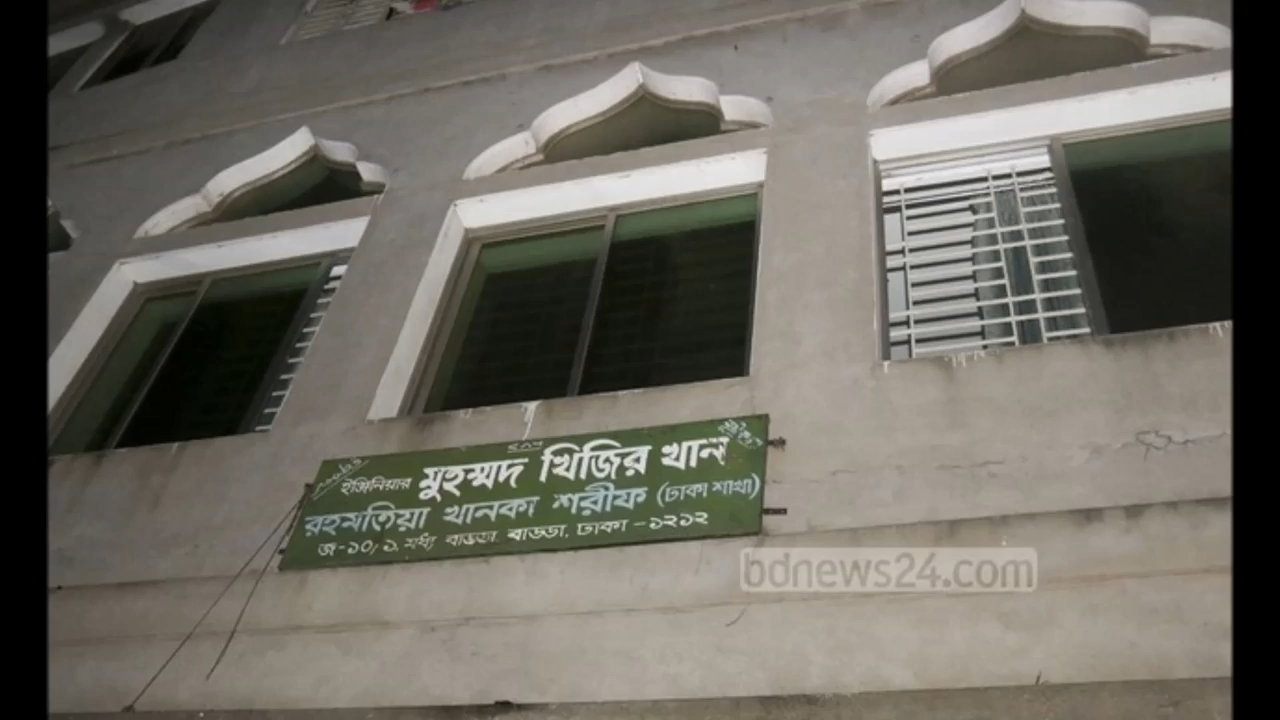 ইঞ্জিনিয়ার মুহম্মদ খিজির খান
রহমতিয়া খানকা শরীফ (ঢাকা শাখা)
জ-১০/১, মধ্য বাড্ডা, বাড্ডা, ঢাকা-১২১২
bdnews24.com